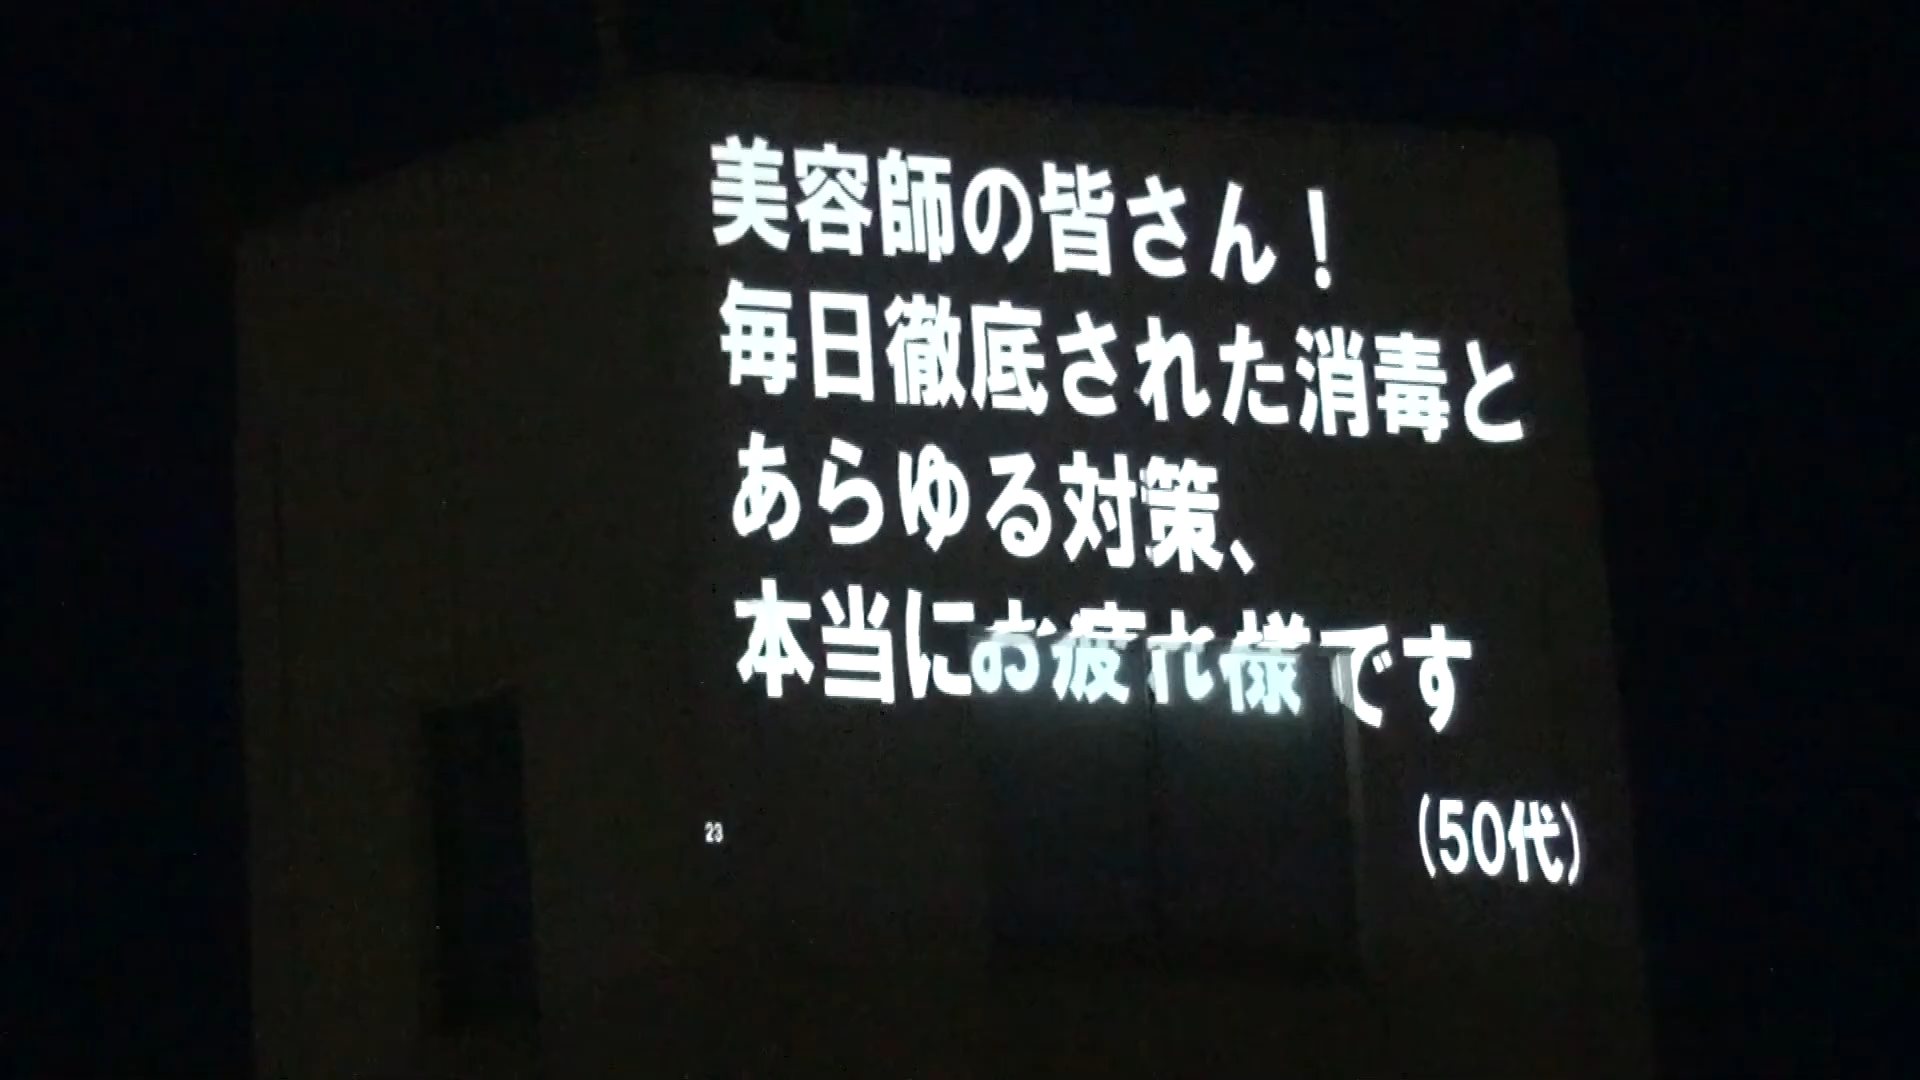 美容師の皆さん！
毎日徹底された消毒と
あらゆる対策、
本当にお疲れ様です
（50代）
23